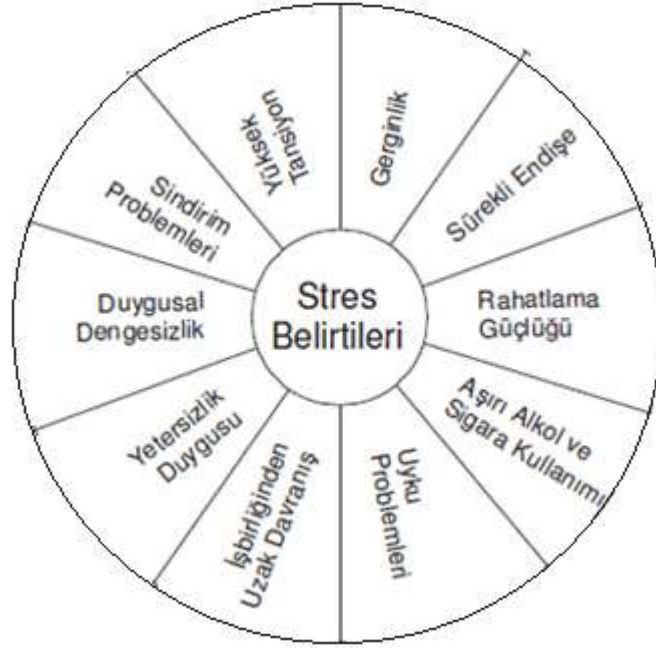 Stres
Belirtileri
Gerginlik
Sürekli Endişe
Rahatlama
Güçlüğü
Aşırı Alkol ve
Sigara Kullanımı
Uyku
Problemleri
İşbirliğinden
Uzak Davranış
Yetersizlik
Duygusu
Duygusal
Dengesizlik
Sindirim
Problemleri
Yüksek
Tansiyon